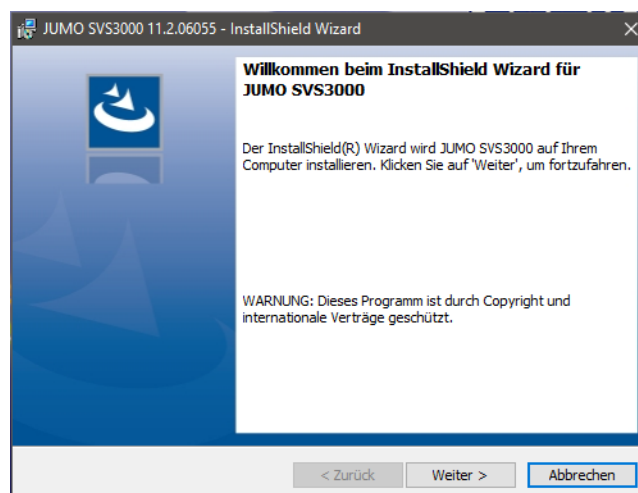 JUMO SVS3000 11.2.06055 - InstallShield Wizard
Willkommen beim InstallShield Wizard für
JUMO SVS3000
Der InstallShield(R) Wizard wird JUMO SVS3000 auf Ihrem
Computer installieren. Klicken Sie auf 'Weiter', um fortzufahren.
WARNUNG: Dieses Programm ist durch Copyright und
internationale Verträge geschützt.
< Zurück Weiter > Abbrechen